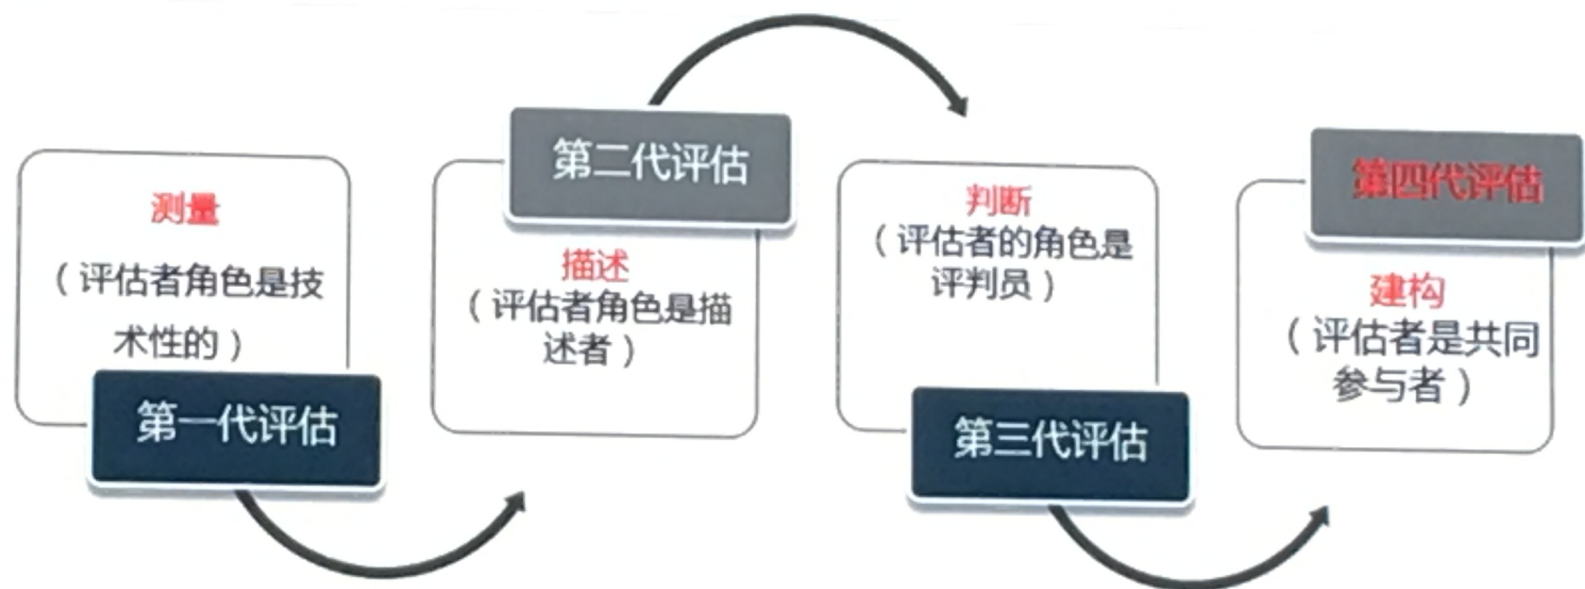 测量
（评估者角色是技
术性的）
第一代评估
第二代评估
描述
（评估者角色是描
述者）
判断
（评估者的角色是
评判员）
第三代评估
第四代评估
建构
（评估者是共同
参与者）